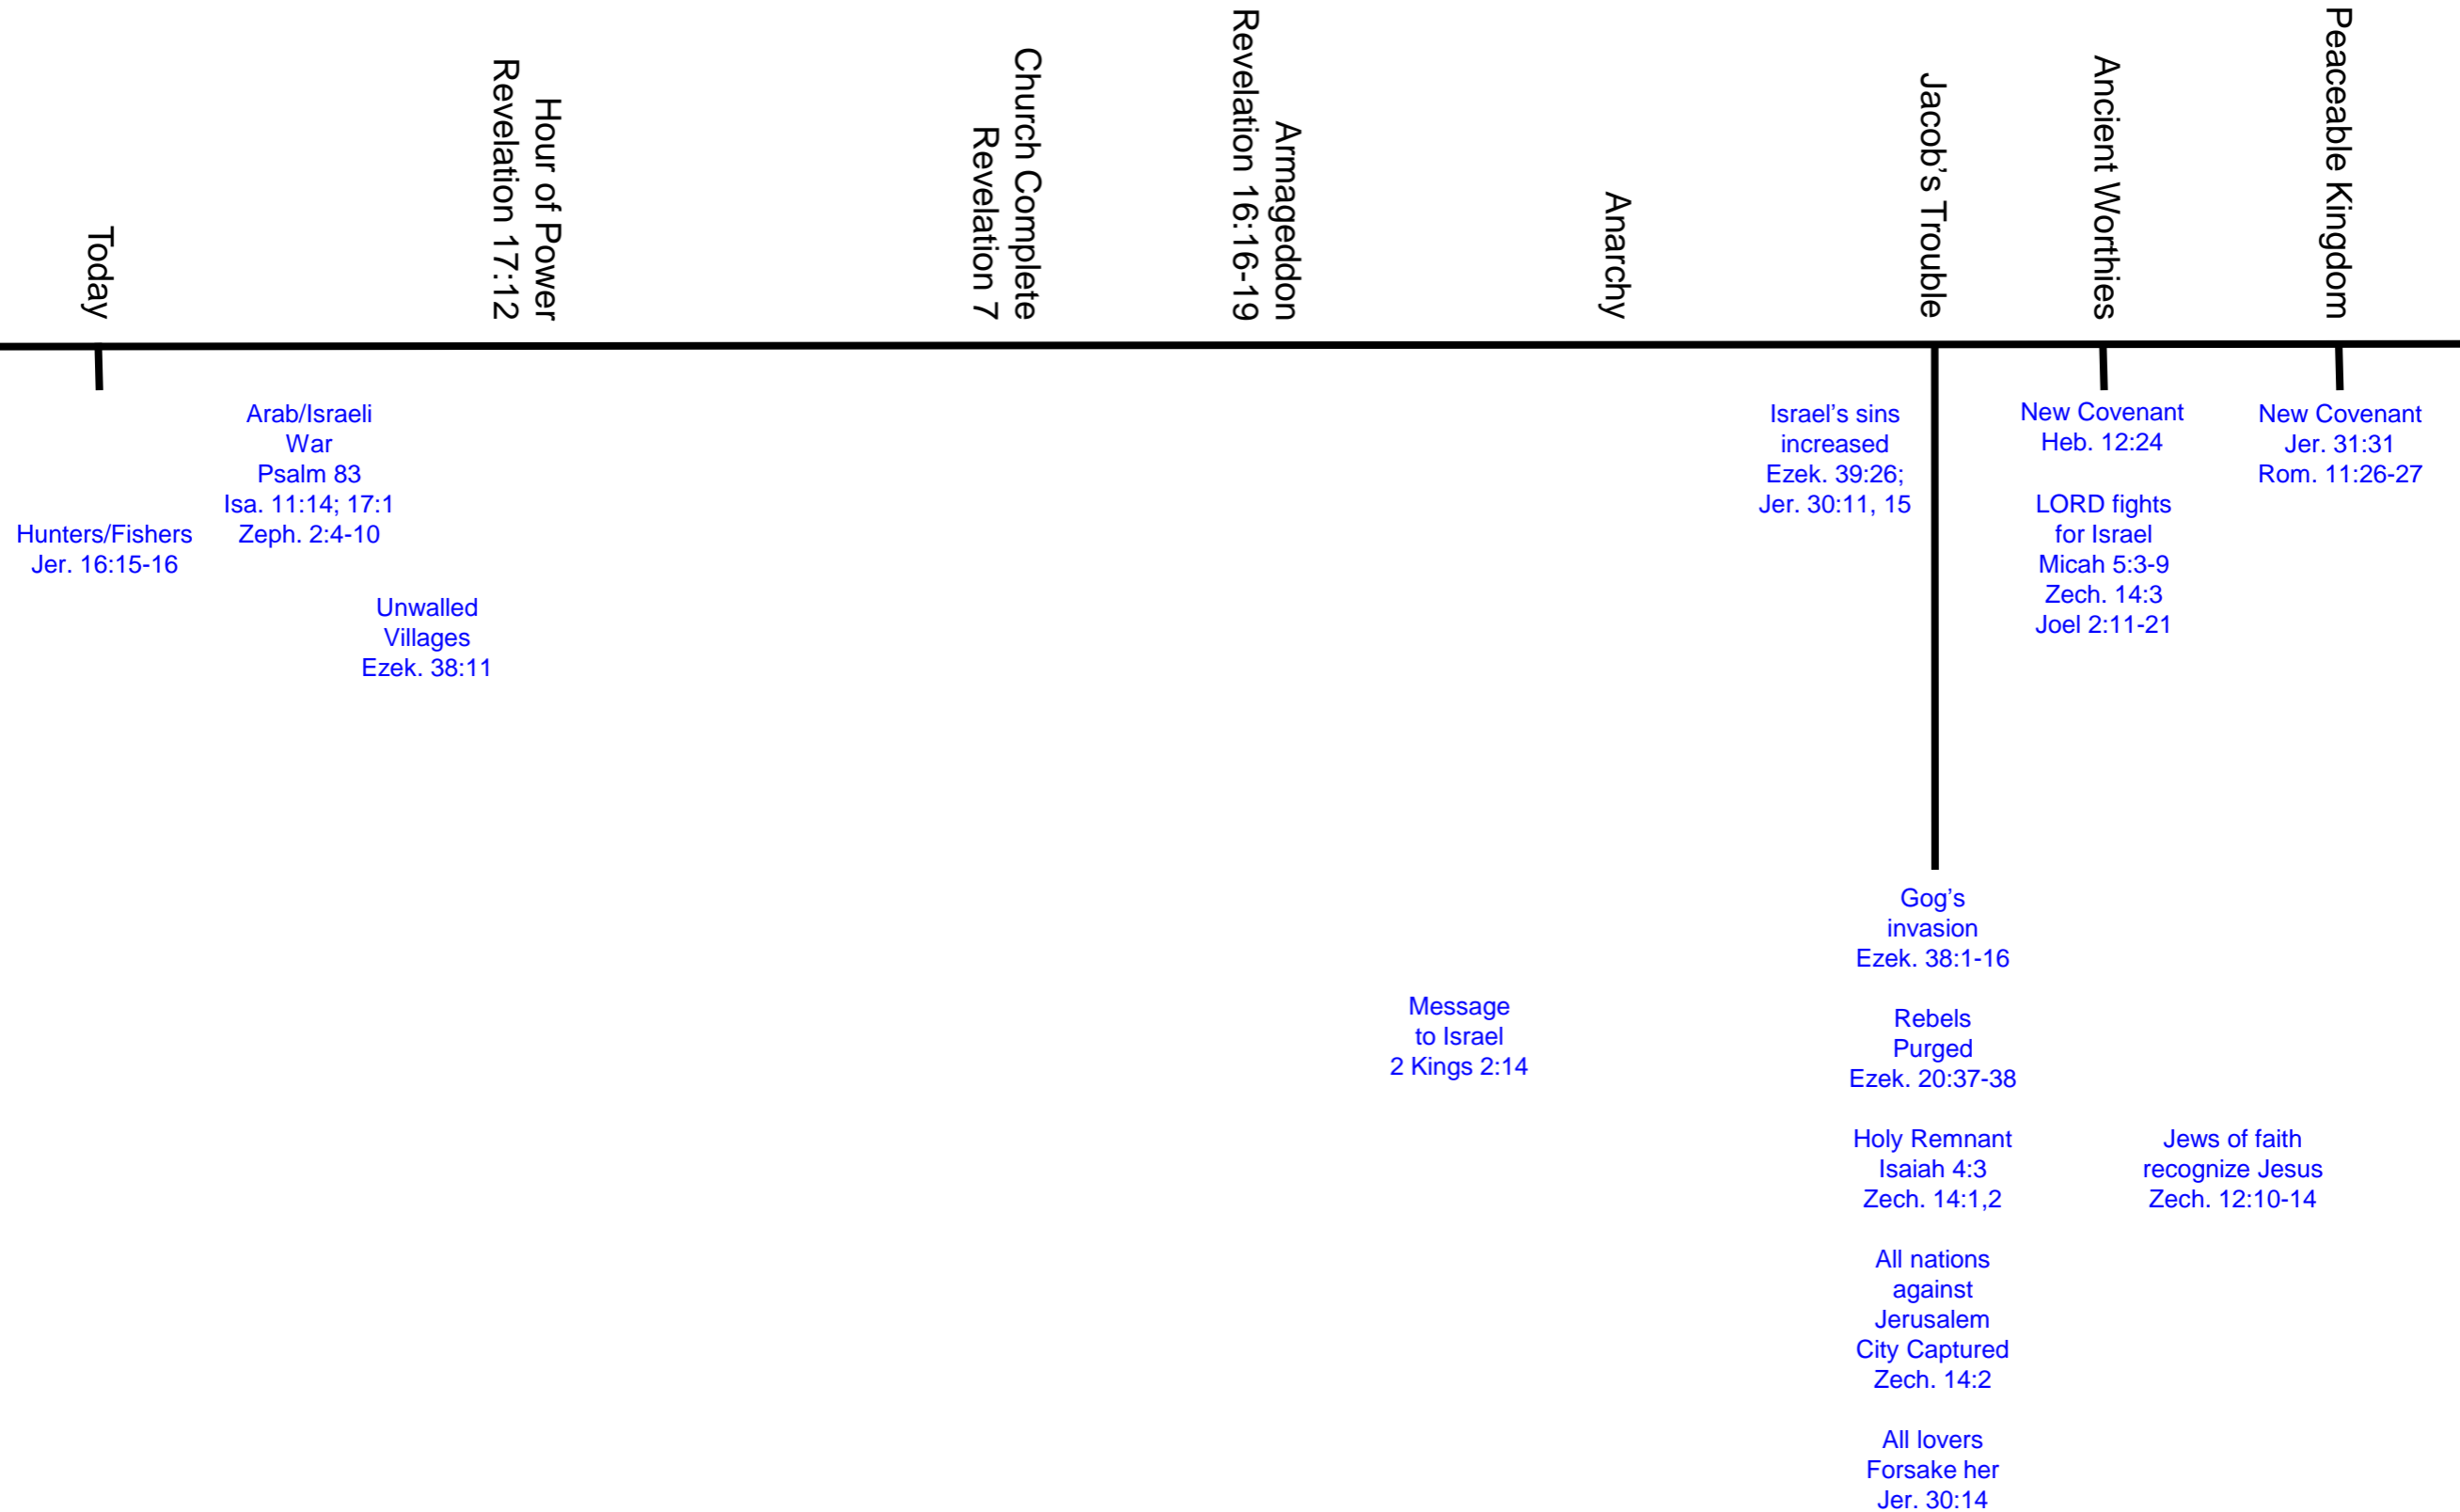 Today
Hour of Power
Revelation 17:12
Church Complete
Revelation 7
Armageddon
Revelation 16:16-19
Anarchy
Jacob’s Trouble
Ancient Worthies
Peaceable Kingdom
Hunters/Fishers
Jer. 16:15-16
Arab/Israeli
War
Psalm 83
Isa. 11:14; 17:1
Zeph. 2:4-10
Unwalled
Villages
Ezek. 38:11
Message
to Israel
2 Kings 2:14
Israel’s sins
increased
Ezek. 39:26;
Jer. 30:11, 15
Gog’s
invasion
Ezek. 38:1-16
Rebels
Purged
Ezek. 20:37-38
Holy Remnant
Isaiah 4:3
Zech. 14:1,2
All nations
against
Jerusalem
City Captured
Zech. 14:2
All lovers
Forsake her
Jer. 30:14
New Covenant
Heb. 12:24
LORD fights
for Israel
Micah 5:3-9
Zech. 14:3
Joel 2:11-21
Jews of faith
recognize Jesus
Zech. 12:10-14
New Covenant
Jer. 31:31
Rom. 11:26-27